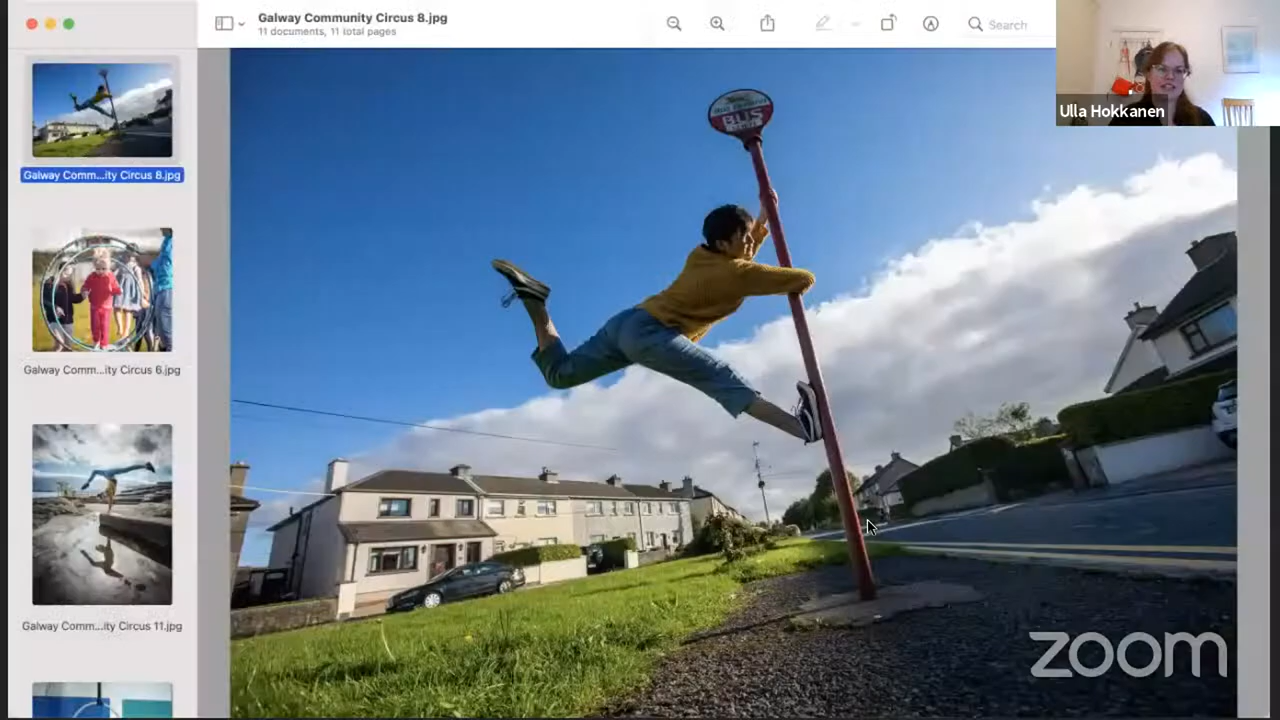 Galway Community Circus 8.jpg
11 documents, 11 total pages
Search
Ulla Hokkanen
Galway Comm...ity Circus 8.jpg
Galway Comm...ity Circus 6.jpg
Galway Comm...ity Circus 11.jpg
BUS
zoom